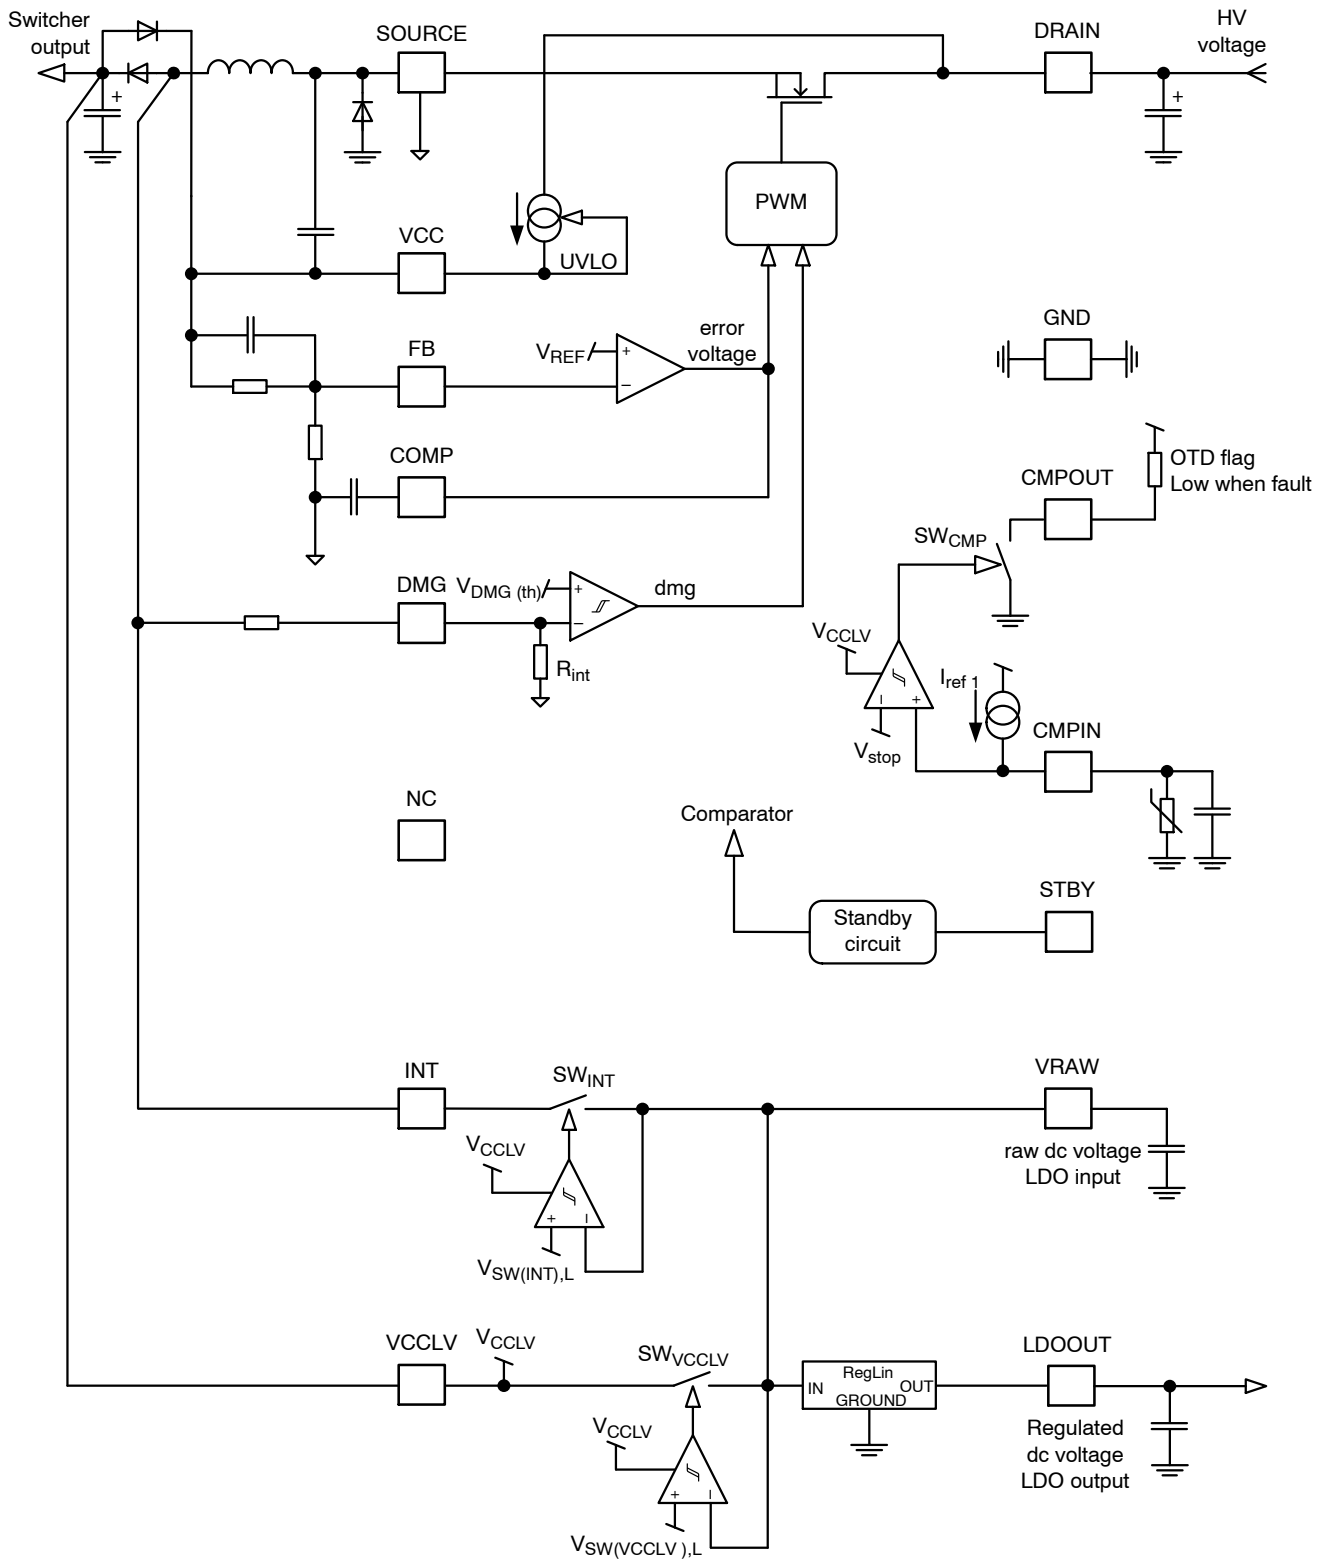 Switcher
output
SOURCE
DRAIN
HV
voltage
+
+
PWM
VCC
UVLO
GND
FB
VREF
+
−
error
voltage
COMP
CMPOUT
OTD flag
Low when fault
SWCMP
DMG
VDMG (th)
+
−
dmg
Rint
VCCLV
− +
Vstop
Iref 1
CMPIN
NC
Comparator
STBY
Standby
circuit
INT
SWINT
VRAW
VCCLV
raw dc voltage
LDO input
+ −
VSW(INT),L
VCCLV
VCCLV
SWVCCLV
LDOOUT
RegLin
IN
OUT
GROUND
VCCLV
Regulated
dc voltage
LDO output
+ −
VSW(VCCLV ),L